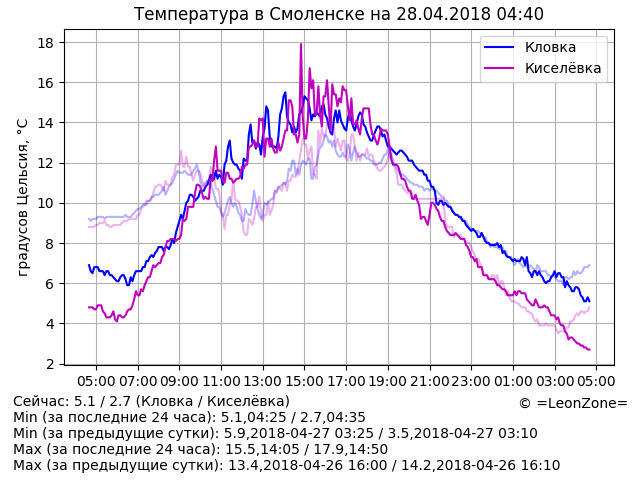 Температура в Смоленске на 28.04.2018 04:40
Кловка
Киселёвка
градусов Цельсия, °C
18
16
14
12
10
8
6
4
2
05:00 07:00 09:00 11:00 13:00 15:00 17:00 19:00 21:00 23:00 01:00 03:00 05:00
Сейчас: 5.1 / 2.7 (Кловка / Киселёвка)
© =LeonZone=
Min (за последние 24 часа): 5.1,04:25 / 2.7,04:35
Min (за предыдущие сутки): 5.9,2018-04-27 03:25 / 3.5,2018-04-27 03:10
Max (за последние 24 часа): 15.5,14:05 / 17.9,14:50
Max (за предыдущие сутки): 13.4,2018-04-26 16:00 / 14.2,2018-04-26 16:10